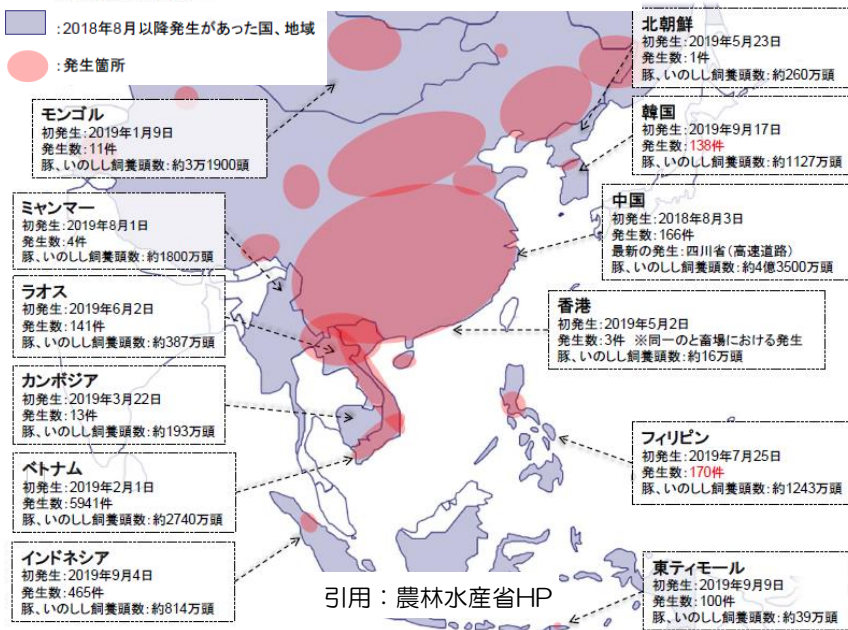 :2018年8月以降発生があった国、地域
:発生箇所
モンゴル
初発生:2019年1月9日
発生数:11件
豚、いのしし飼養頭数:約3万1900頭
ミャンマー
初発生:2019年8月1日
発生数:4件
豚、いのしし飼養頭数:約1800万頭
ラオス
初発生:2019年6月2日
発生数:141件
豚、いのしし飼養頭数:約387万頭
カンボジア
初発生:2019年3月22日
発生数:13件
豚、いのしし飼養頭数:約193万頭
ベトナム
初発生:2019年2月1日
発生数:5941件
豚、いのしし飼養頭数:約2740万頭
インドネシア
初発生:2019年9月4日
発生数:465件
豚、いのしし飼養頭数:約814万頭
北朝鮮
初発生:2019年5月23日
発生数:1件
豚、いのしし飼養頭数:約260万頭
韓国
初発生:2019年9月17日
発生数:138件
豚、いのしし飼養頭数:約1127万頭
中国
初発生:2018年8月3日
発生数:166件
最新の発生:四川省(高速道路)
豚、いのしし飼養頭数:約4億3500万頭
香港
初発生:2019年5月2日
発生数:3件 ※同一のと畜場における発生
豚、いのしし飼養頭数:約16万頭
フィリピン
初発生:2019年7月25日
発生数:170件
豚、いのしし飼養頭数:約1243万頭
東ティモール
初発生:2019年9月9日
発生数:100件
豚、いのしし飼養頭数:約39万頭
引用：農林水産省HP